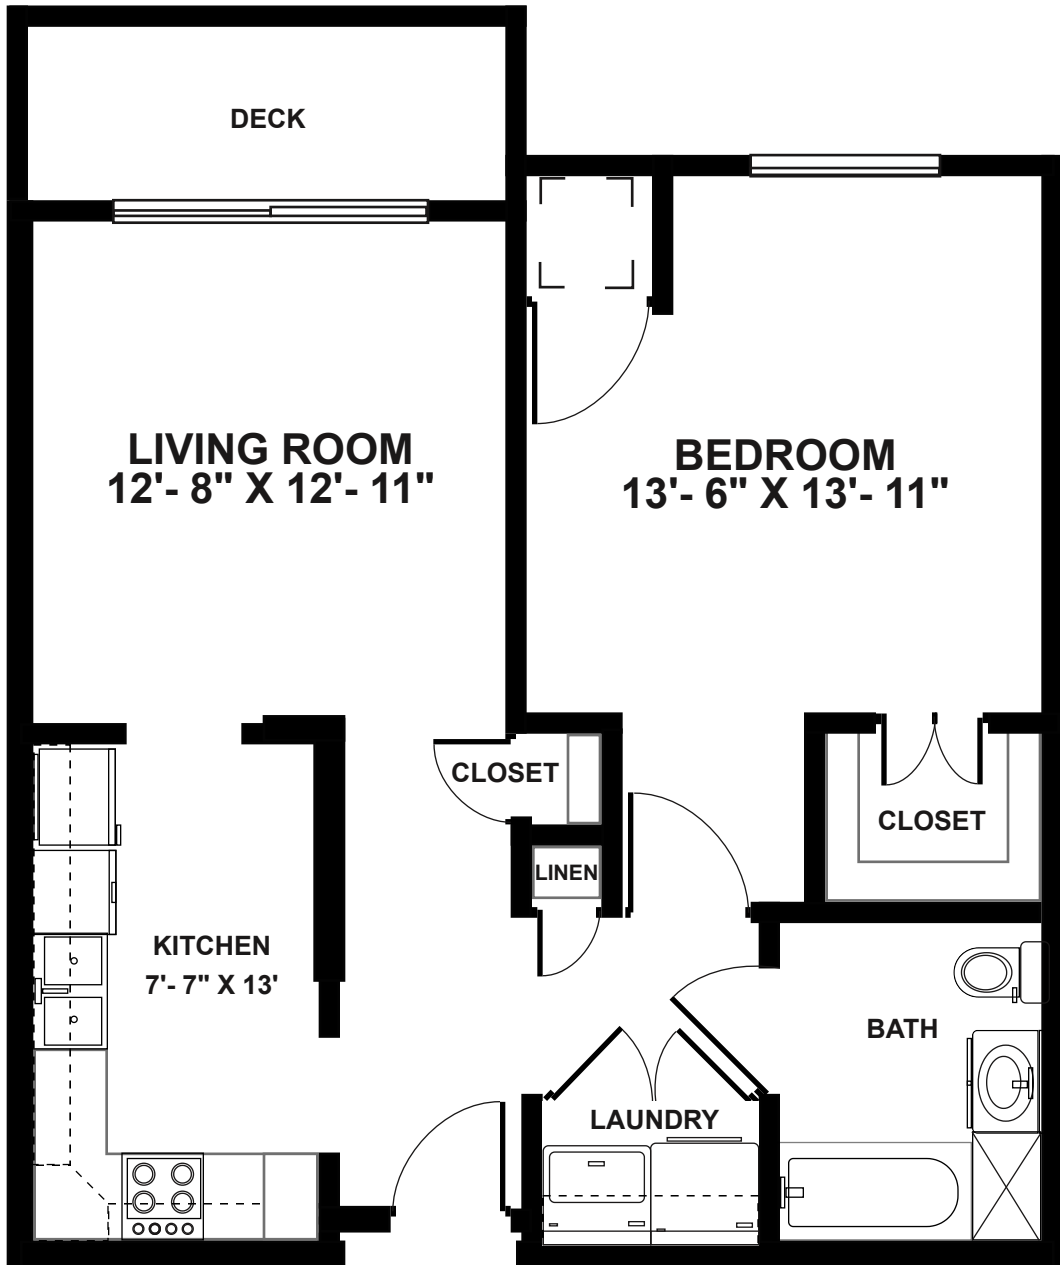 DECK
LIVING ROOM
12'- 8" X 12'- 11"
BEDROOM
13'- 6" X 13'- 11"
CLOSET
CLOSET
LINEN
KITCHEN
7'- 7" X 13'
BATH
LAUNDRY